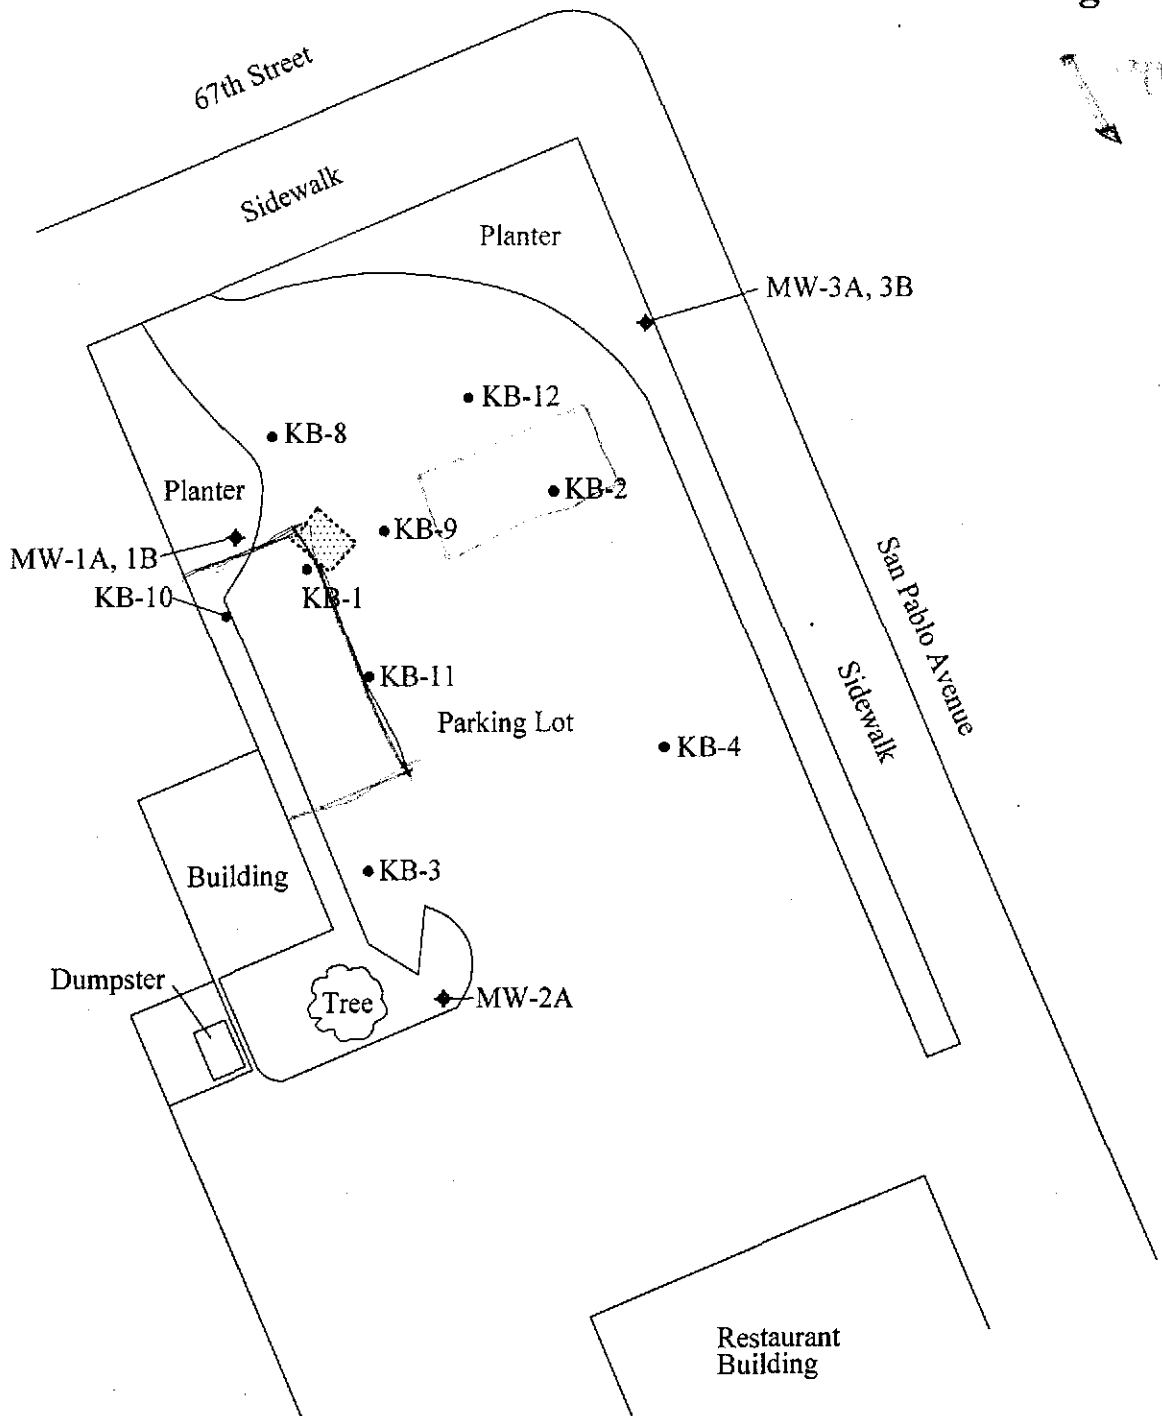 67th Street
Sidewalk
Planter
MW-3A, 3B
KB-12
KB-8
Planter
KB-2
KB-9
MW-1A, 1B
KB-10
KB-1
San Pablo Avenue
KB-11
Sidewalk
Parking Lot
KB-4
Building
KB-3
Dumpster
Tree
MW-2A
Restaurant
Building